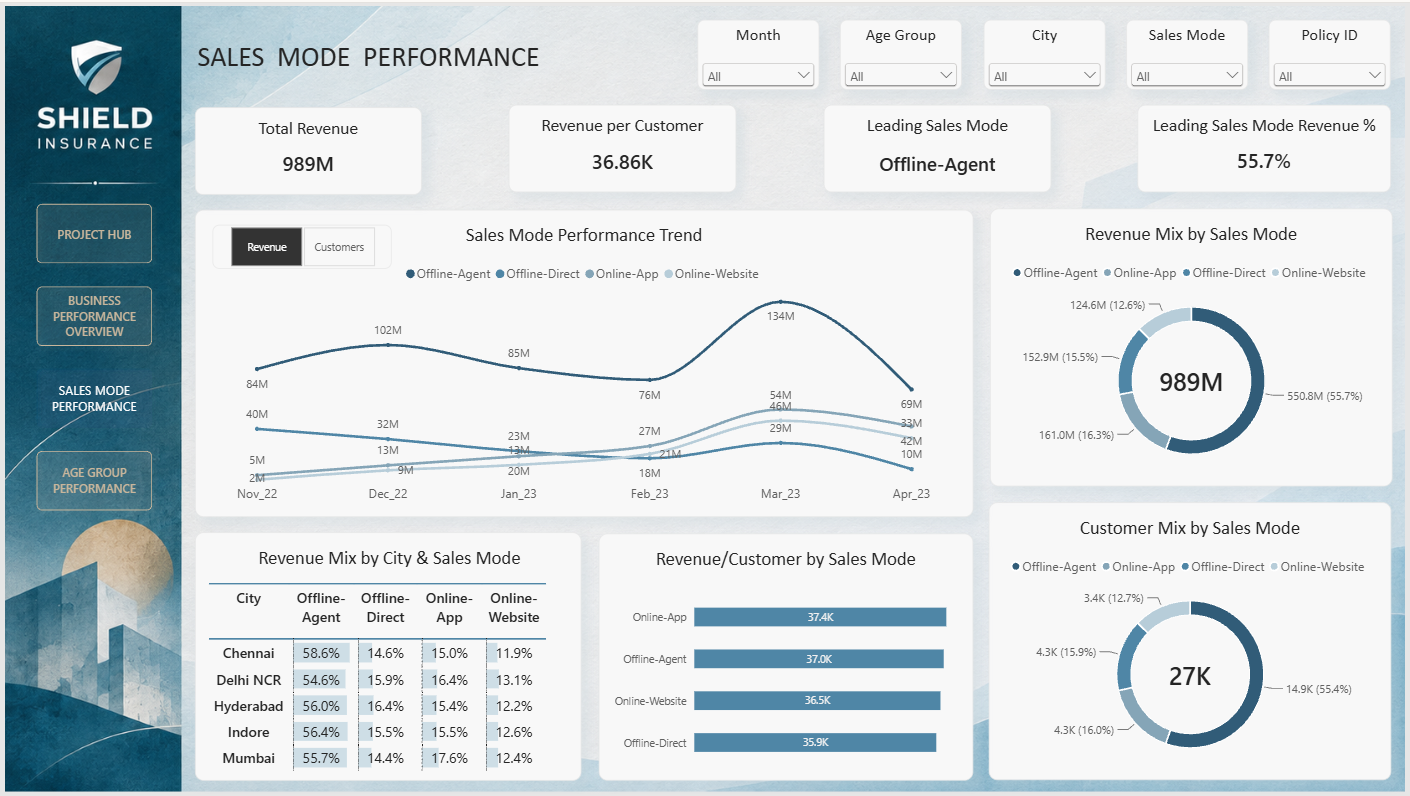 SHIELD
INSURANCE
PROJECT HUB
BUSINESS
PERFORMANCE
OVERVIEW
SALES MODE
PERFORMANCE
AGE GROUP
PERFORMANCE
SALES MODE PERFORMANCE
Month
All
Age Group
All
City
All
Sales Mode
All
Policy ID
All
Total Revenue
989M
Revenue per Customer
36.86K
Leading Sales Mode
Offline-Agent
Leading Sales Mode Revenue %
55.7%
Revenue Customers
Sales Mode Performance Trend
Offline-Agent Offline-Direct Online-App Online-Website
84M
102M
85M
76M
134M
69M
40M
32M
23M
18M
29M
10M
5M
13M
13M
27M
54M
42M
2M
9M
20M
21M
46M
33M
Nov_22 Dec_22 Jan_23 Feb_23 Mar_23 Apr_23
Revenue Mix by Sales Mode
Offline-Agent Online-App Offline-Direct Online-Website
124.6M (12.6%)
152.9M (15.5%)
989M
550.8M (55.7%)
161.0M (16.3%)
Revenue Mix by City & Sales Mode
City Offline-Agent Offline-Direct Online-App Online-Website
Chennai 58.6% 14.6% 15.0% 11.9%
Delhi NCR 54.6% 15.9% 16.4% 13.1%
Hyderabad 56.0% 16.4% 15.4% 12.2%
Indore 56.4% 15.5% 15.5% 12.6%
Mumbai 55.7% 14.4% 17.6% 12.4%
Revenue/Customer by Sales Mode
Online-App 37.4K
Offline-Agent 37.0K
Online-Website 36.5K
Offline-Direct 35.9K
Customer Mix by Sales Mode
Offline-Agent Online-App Offline-Direct Online-Website
3.4K (12.7%)
4.3K (15.9%)
27K
14.9K (55.4%)
4.3K (16.0%)